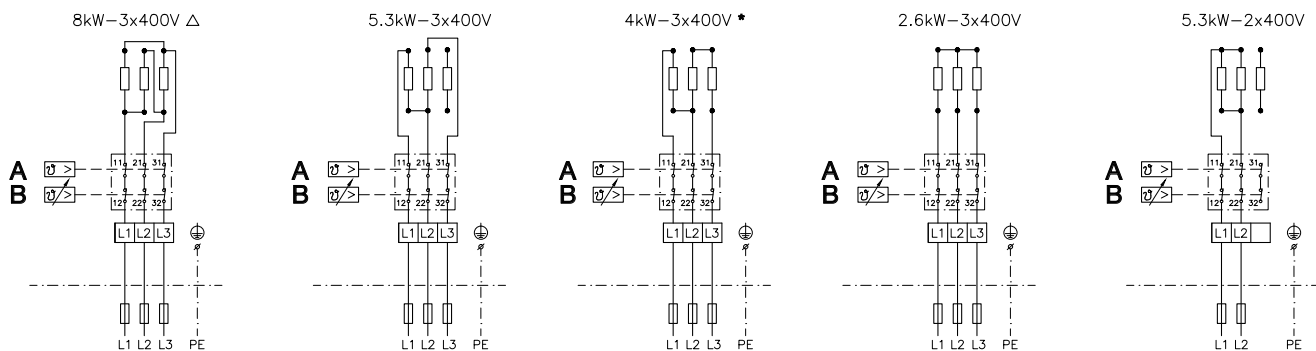 8kW-3x400V △ 5.3kW-3x400V 4kW-3x400V * 2.6kW-3x400V 5.3kW-2x400V
11 21 31 11 21 31 11 21 31 11 21 31 11 21 31
A ϑ > A ϑ > A ϑ > A ϑ > A ϑ >
B ϑ > B ϑ > B ϑ > B ϑ > B ϑ >
12 22 32 12 22 32 12 22 32 12 22 32 12 22 32
L1 L2 L3 L1 L2 L3 L1 L2 L3 L1 L2 L3 L1 L2
L1 L2 L3 PE L1 L2 L3 PE L1 L2 L3 PE L1 L2 L3 PE L1 L2 PE